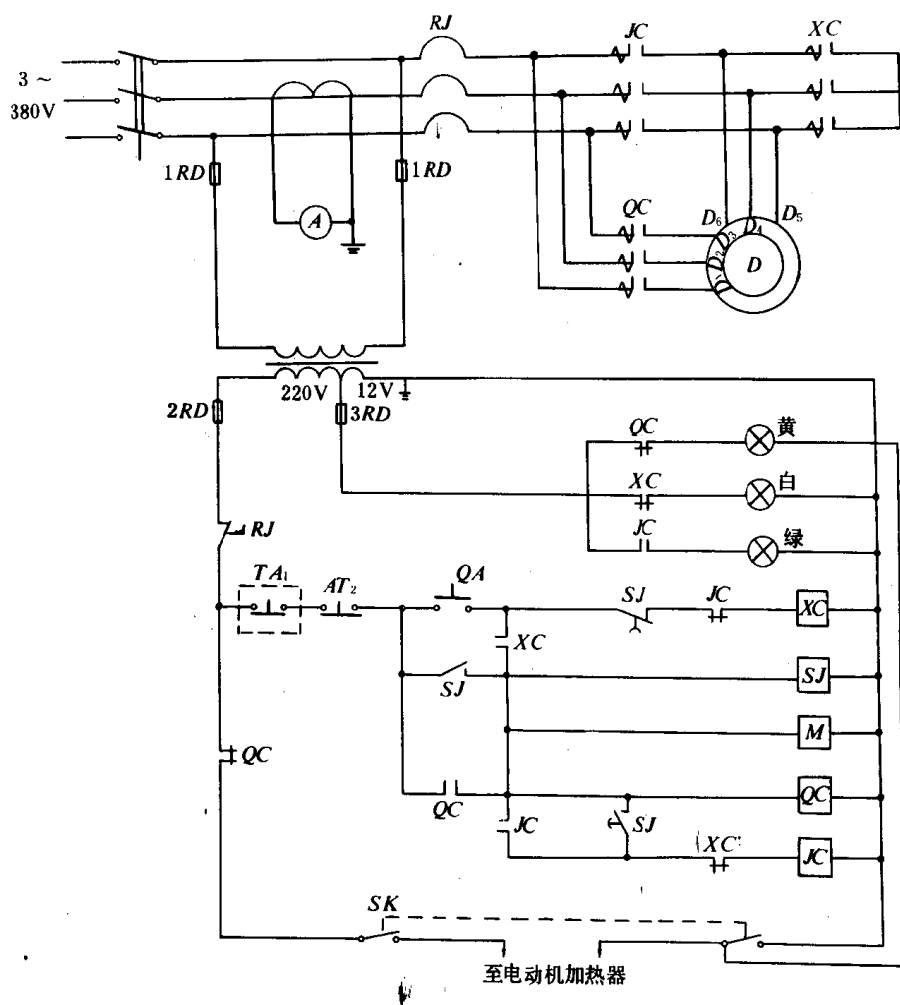 RJ
JC
XC
3 ~
380V
1RD
1RD
A
QC
D6
D5
D4
D3
D2
D1
D
220V
12V
2RD
3RD
QC
黄
XC
白
JC
绿
RJ
TA1
AT2
QA
SJ
JC
XC
XC
SJ
SJ
M
QC
QC
QC
JC
SJ
XC
JC
SK
至电动机加热器